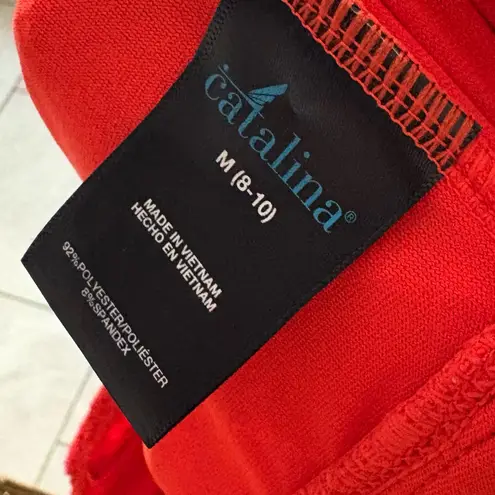 catalina®
M (8-10)
MADE IN VIETNAM
HECHO EN VIETNAM
92%POLYESTER/POLIÉSTER
8%SPANDEX